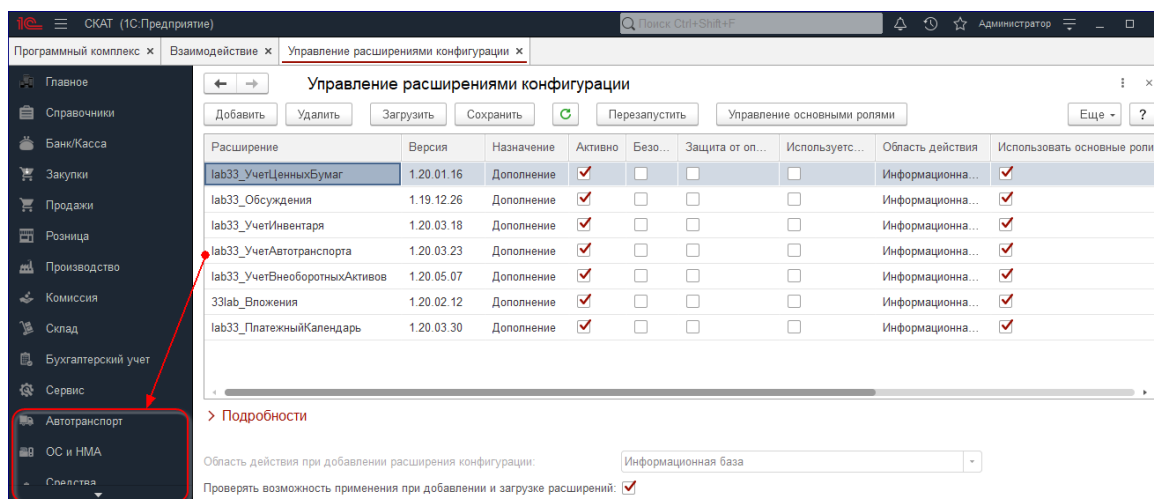 1С СКАТ (1С:Предприятие) Поиск Ctrl+Shift+F Администратор
Программный комплекс × Взаимодействие × Управление расширениями конфигурации ×
Главное
Справочники
Банк/Касса
Закупки
Продажи
Розница
Производство
Комиссия
Склад
Бухгалтерский учет
Сервис
Автотранспорт
ОС и НМА
Средства
Управление расширениями конфигурации
Добавить Удалить Загрузить Сохранить Перезапустить Управление основными ролями Еще ?
Расширение Версия Назначение Активно Безо... Защита от оп... Используетс... Область действия Использовать основные роли
lab33_УчетЦенныхБумаг 1.20.01.16 Дополнение Информационна...
lab33_Обсуждения 1.19.12.26 Дополнение Информационна...
lab33_УчетИнвентаря 1.20.03.18 Дополнение Информационна...
lab33_УчетАвтотранспорта 1.20.03.23 Дополнение Информационна...
lab33_УчетВнеоборотныхАктивов 1.20.05.07 Дополнение Информационна...
33lab_Вложения 1.20.02.12 Дополнение Информационна...
lab33_ПлатежныйКалендарь 1.20.03.30 Дополнение Информационна...
Подробности
Область действия при добавлении расширения конфигурации: Информационная база
Проверять возможность применения при добавлении и загрузке расширений: